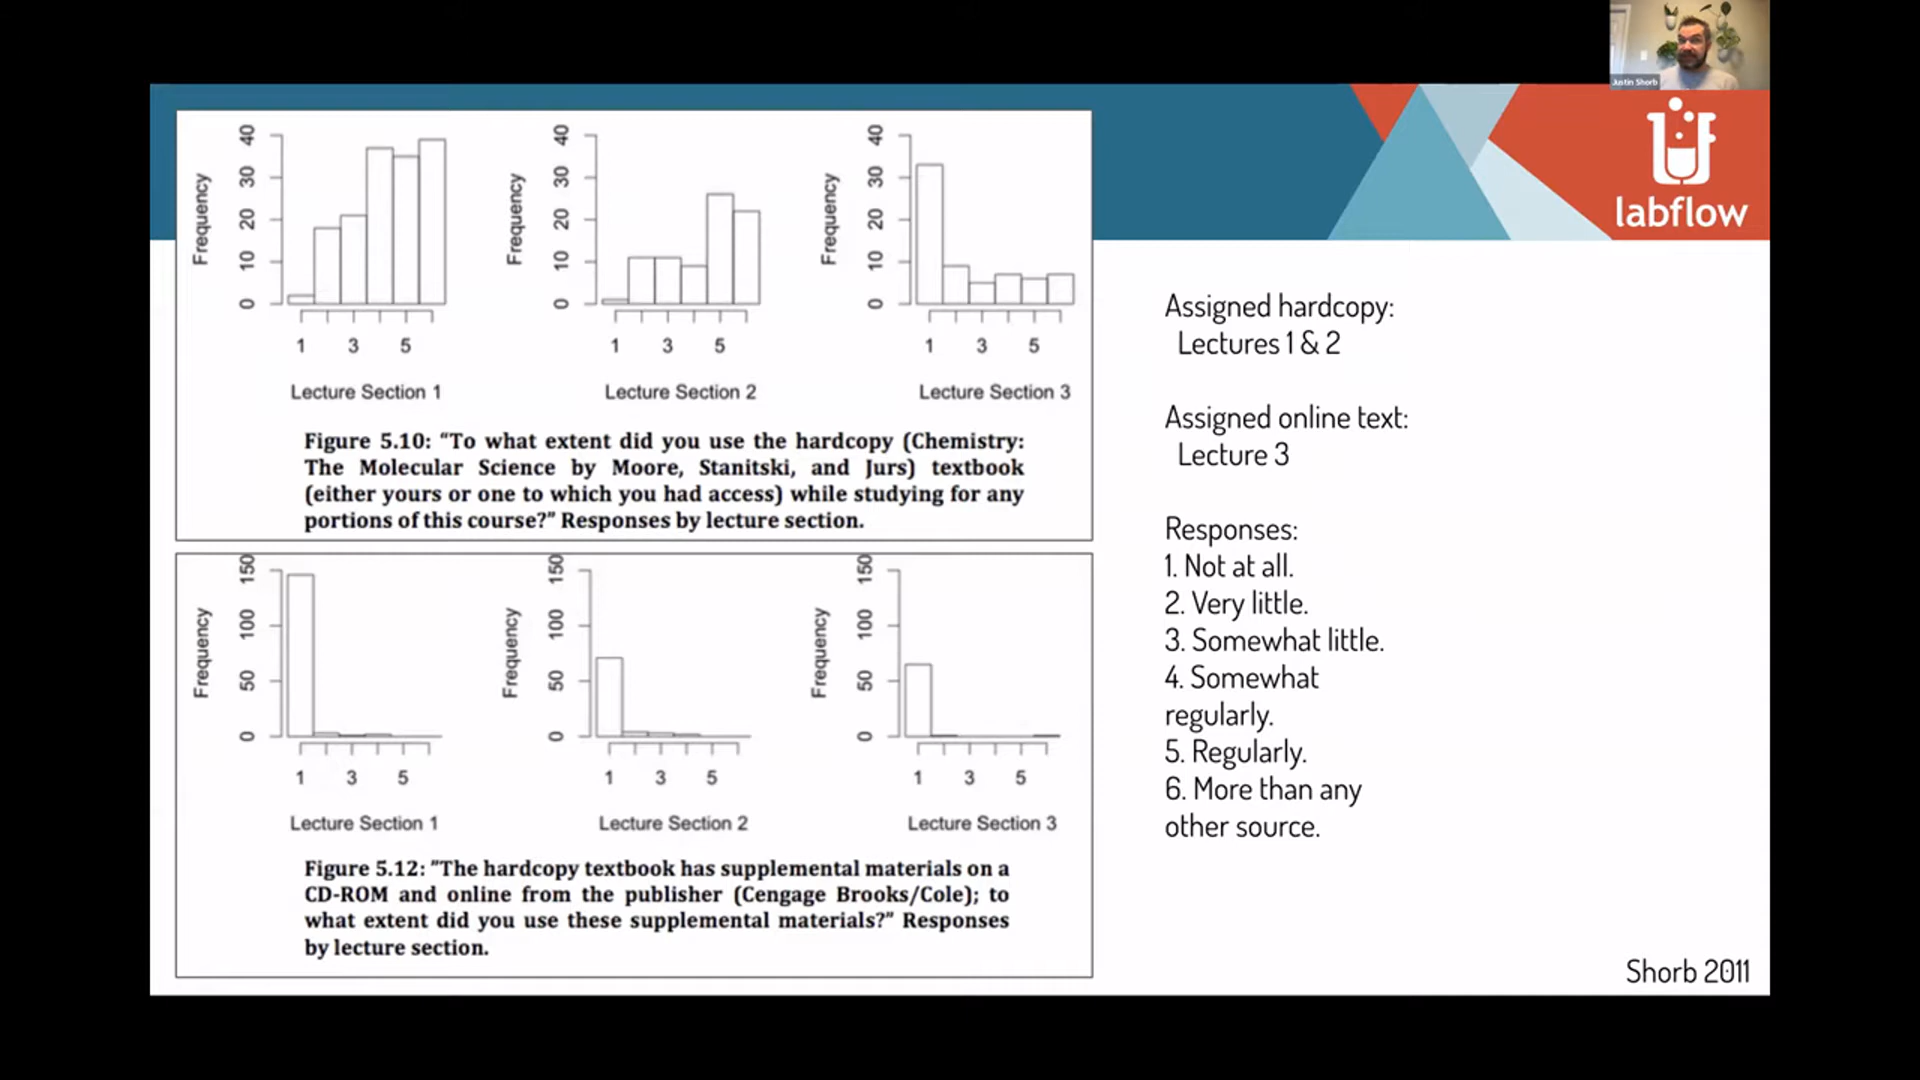 Justin Shorb
labflow
40
30
20
10
0
Frequency
1 3 5
Lecture Section 1
40
30
20
10
0
Frequency
1 3 5
Lecture Section 2
40
30
20
10
0
Frequency
1 3 5
Lecture Section 3
Figure 5.10: “To what extent did you use the hardcopy (Chemistry:
The Molecular Science by Moore, Stanitski, and Jurs) textbook
(either yours or one to which you had access) while studying for any
portions of this course?” Responses by lecture section.
150
100
50
0
Frequency
1 3 5
Lecture Section 1
150
100
50
0
Frequency
1 3 5
Lecture Section 2
150
100
50
0
Frequency
1 3 5
Lecture Section 3
Figure 5.12: ”The hardcopy textbook has supplemental materials on a
CD-ROM and online from the publisher (Cengage Brooks/Cole); to
what extent did you use these supplemental materials?” Responses
by lecture section.
Assigned hardcopy:
Lectures 1 & 2
Assigned online text:
Lecture 3
Responses:
1. Not at all.
2. Very little.
3. Somewhat little.
4. Somewhat
regularly.
5. Regularly.
6. More than any
other source.
Shorb 2011